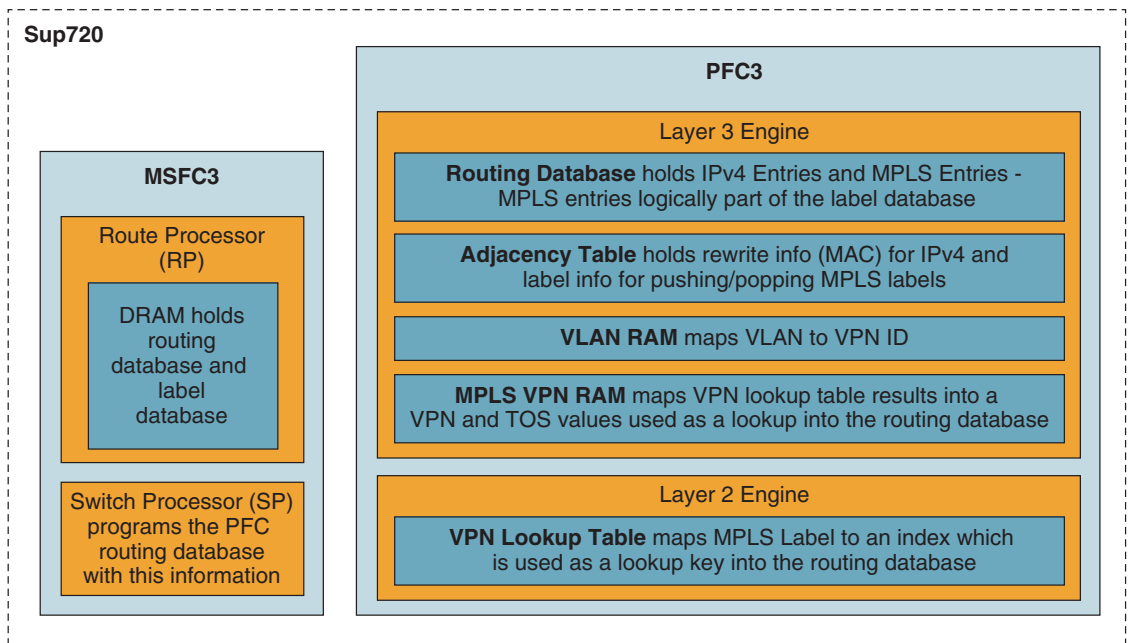 Sup720
MSFC3
Route Processor
(RP)
DRAM holds
routing
database and
label
database
Switch Processor (SP)
programs the PFC
routing database
with this information
PFC3
Layer 3 Engine
Routing Database holds IPv4 Entries and MPLS Entries -
MPLS entries logically part of the label database
Adjacency Table holds rewrite info (MAC) for IPv4 and
label info for pushing/popping MPLS labels
VLAN RAM maps VLAN to VPN ID
MPLS VPN RAM maps VPN lookup table results into a
VPN and TOS values used as a lookup into the routing database
Layer 2 Engine
VPN Lookup Table maps MPLS Label to an index which
is used as a lookup key into the routing database